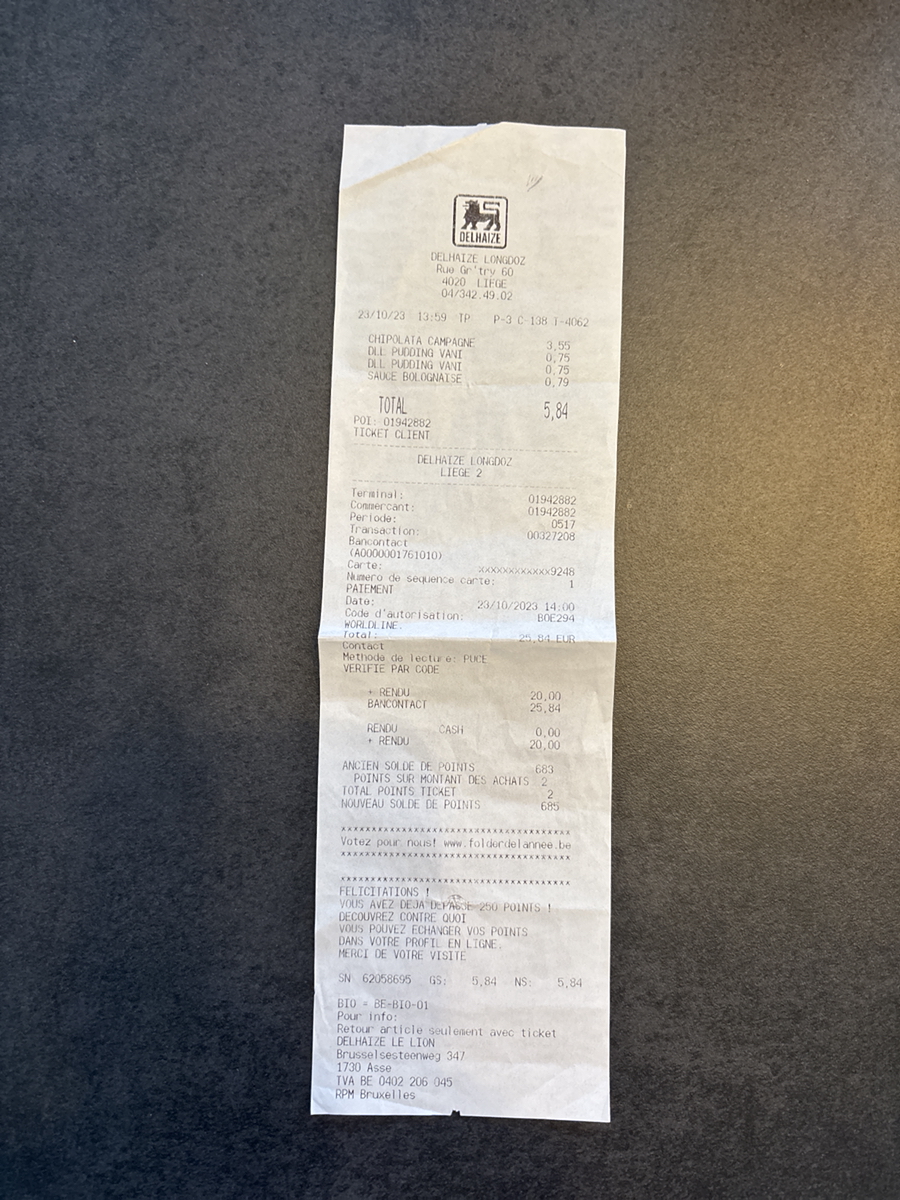 DELHAIZE
DELHAIZE LONGDOZ
Rue Gr'try 60
4020 LIEGE
04/342.49.02
23/10/23 13:59 TP P-3 C-138 T-4062
CHIPOLATA CAMPAGNE 3,55
DLL PUDDING VANI 0,75
DLL PUDDING VANI 0,75
SAUCE BOLOGNAISE 0,79
TOTAL 5,84
POI: 01942882
TICKET CLIENT
DELHAIZE LONGDOZ
LIEGE 2
Terminal: 01942882
Commercant: 01942882
Periode: 0517
Transaction: 00327208
Bancontact
(A0000001761010)
Carte: xxxxxxxxxxxx9248
Numero de sequence carte: 1
PAIEMENT
Date: 23/10/2023 14:00
Code d'autorisation: B0E294
WORLDLINE.
Total: 25,84 EUR
Contact
Methode de lecture: PUCE
VERIFIE PAR CODE
+ RENDU 20,00
BANCONTACT 25,84
RENDU CASH 0,00
+ RENDU 20,00
ANCIEN SOLDE DE POINTS 683
POINTS SUR MONTANT DES ACHATS 2
TOTAL POINTS TICKET 2
NOUVEAU SOLDE DE POINTS 685
xxxxxxxxxxxxxxxxxxxxxxxxxxxxxxxxxxxxxx
Votez pour nous! www.folderdelannee.be
xxxxxxxxxxxxxxxxxxxxxxxxxxxxxxxxxxxxxx
xxxxxxxxxxxxxxxxxxxxxxxxxxxxxxxxxxxxxx
FELICITATIONS !
VOUS AVEZ DEJA DEPASSE 250 POINTS !
DECOUVREZ CONTRE QUOI
VOUS POUVEZ ECHANGER VOS POINTS
DANS VOTRE PROFIL EN LIGNE.
MERCI DE VOTRE VISITE
SN 62058695 GS: 5,84 NS: 5,84
BIO = BE-BIO-01
Pour info:
Retour article seulement avec ticket
DELHAIZE LE LION
Brusselsesteenweg 347
1730 Asse
TVA BE 0402 206 045
RPM Bruxelles